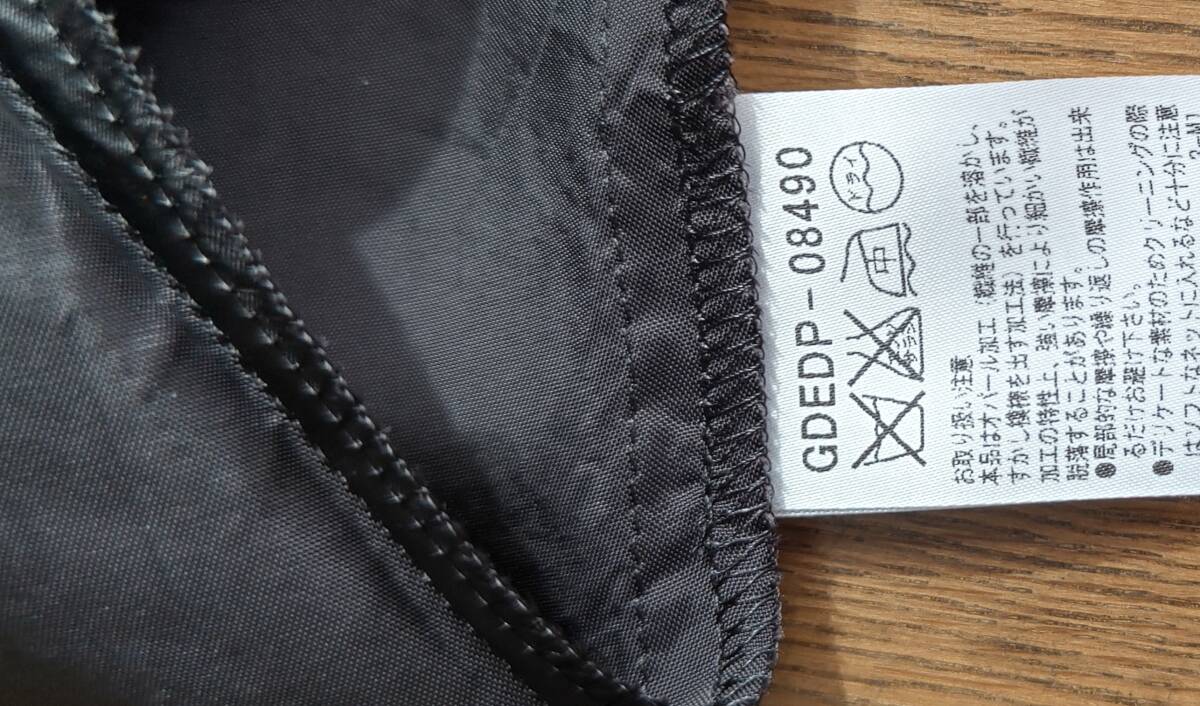 GDEDP-08490
エンソサラシ
中
ドライ
お取り扱い注意
本品はオパール加工（繊維の一部を溶かし、
すかし模様を出す加工法）を行っています。
加工の特性上、強い摩擦により細かい繊維が
脱落することがあります。
●局部的な摩擦や繰り返しの摩擦作用は出来
るだけお避け下さい。
●デリケートな素材のためクリーニングの際
はソフトなネットに入れるなど十分に注意